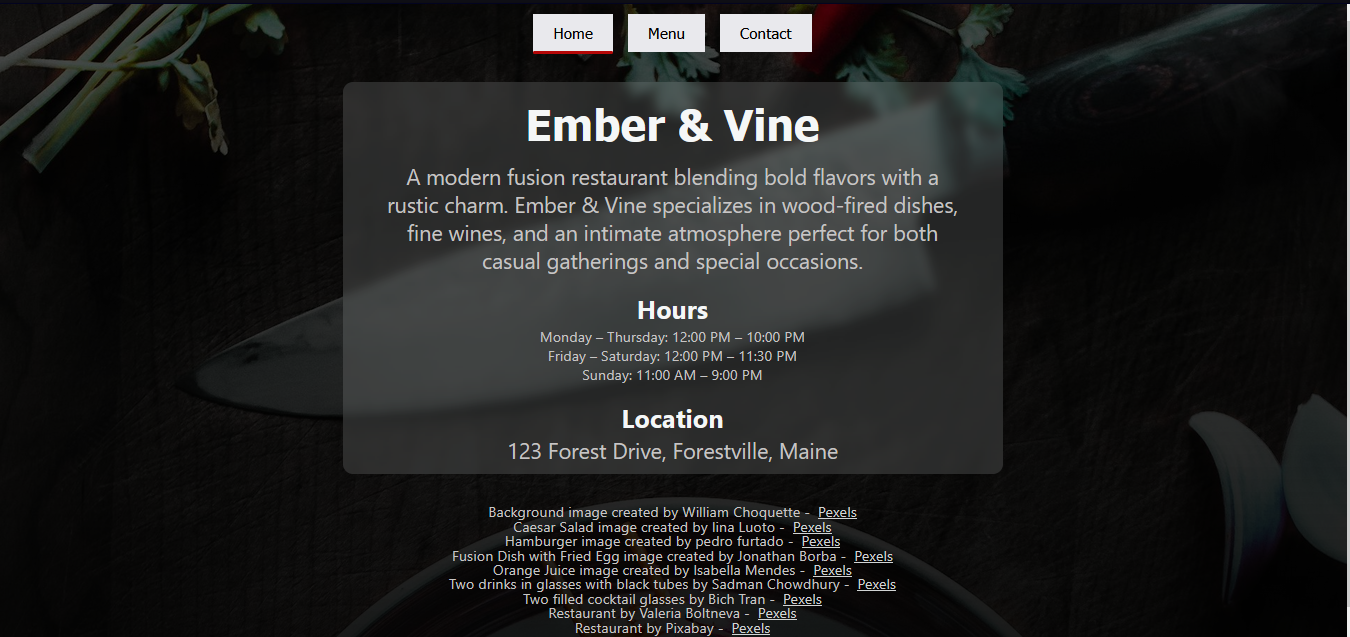 Home
Menu
Contact
Ember & Vine
A modern fusion restaurant blending bold flavors with a
rustic charm. Ember & Vine specializes in wood-fired dishes,
fine wines, and an intimate atmosphere perfect for both
casual gatherings and special occasions.
Hours
Monday – Thursday: 12:00 PM – 10:00 PM
Friday – Saturday: 12:00 PM – 11:30 PM
Sunday: 11:00 AM – 9:00 PM
Location
123 Forest Drive, Forestville, Maine
Background image created by William Choquette - Pexels
Caesar Salad image created by Iina Luoto - Pexels
Hamburger image created by pedro furtado - Pexels
Fusion Dish with Fried Egg image created by Jonathan Borba - Pexels
Orange Juice image created by Isabella Mendes - Pexels
Two drinks in glasses with black tubes by Sadman Chowdhury - Pexels
Two filled cocktail glasses by Bich Tran - Pexels
Restaurant by Valeria Boltneva - Pexels
Restaurant by Pixabay - Pexels